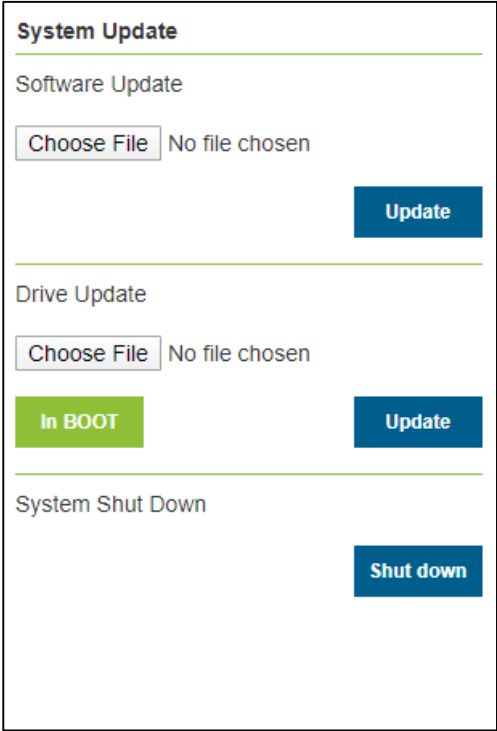 System Update
Software Update
Choose File No file chosen
Update
Drive Update
Choose File No file chosen
In BOOT Update
System Shut Down
Shut down